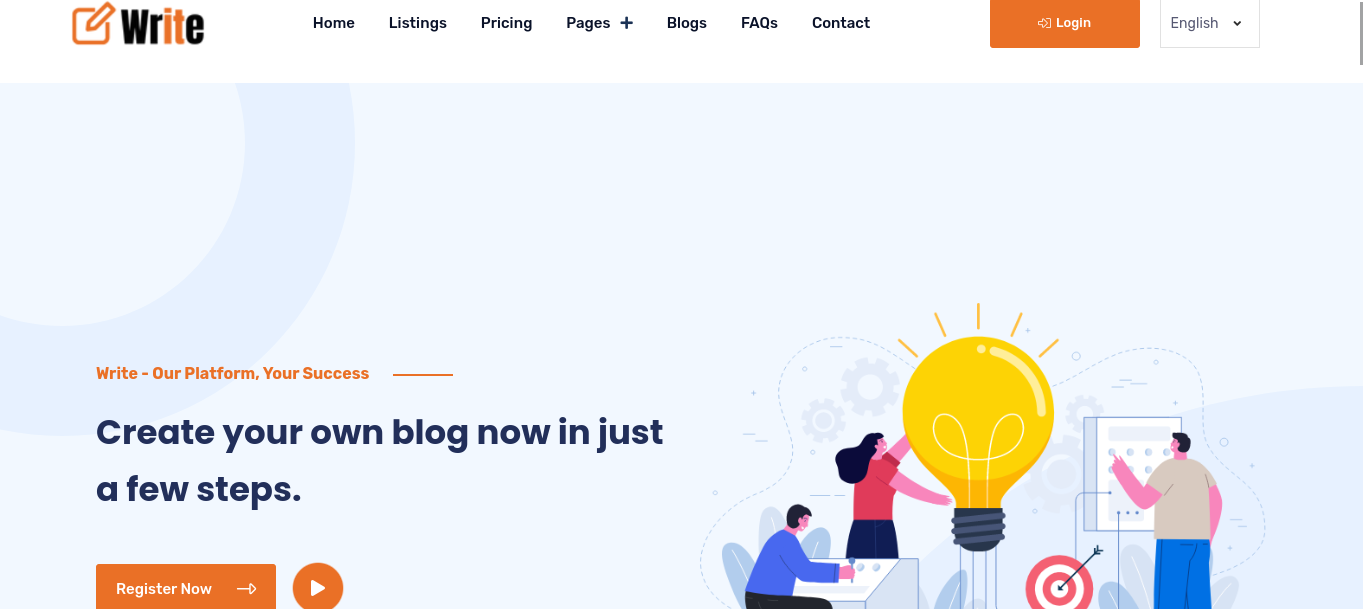 Write
Home Listings Pricing Pages + Blogs FAQs Contact
Login
English
Write - Our Platform, Your Success
Create your own blog now in just
a few steps.
Register Now